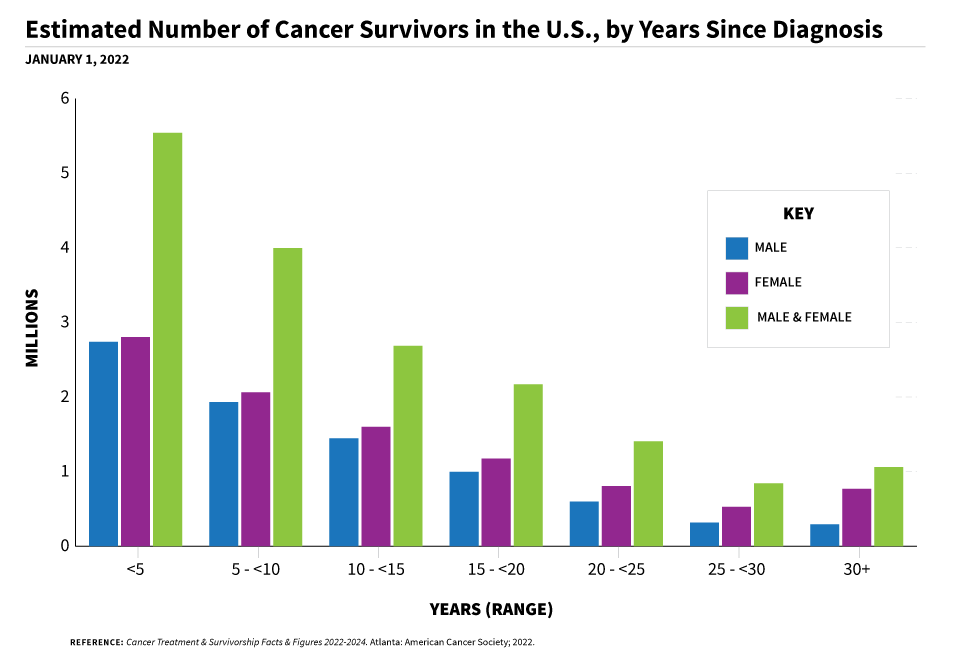 Estimated Number of Cancer Survivors in the U.S., by Years Since Diagnosis
JANUARY 1, 2022
6
5
4
3
2
1
0
MILLIONS
KEY
MALE
FEMALE
MALE & FEMALE
<5
5 - <10
10 - <15
15 - <20
20 - <25
25 - <30
30+
YEARS (RANGE)
REFERENCE: Cancer Treatment & Survivorship Facts & Figures 2022-2024. Atlanta: American Cancer Society; 2022.